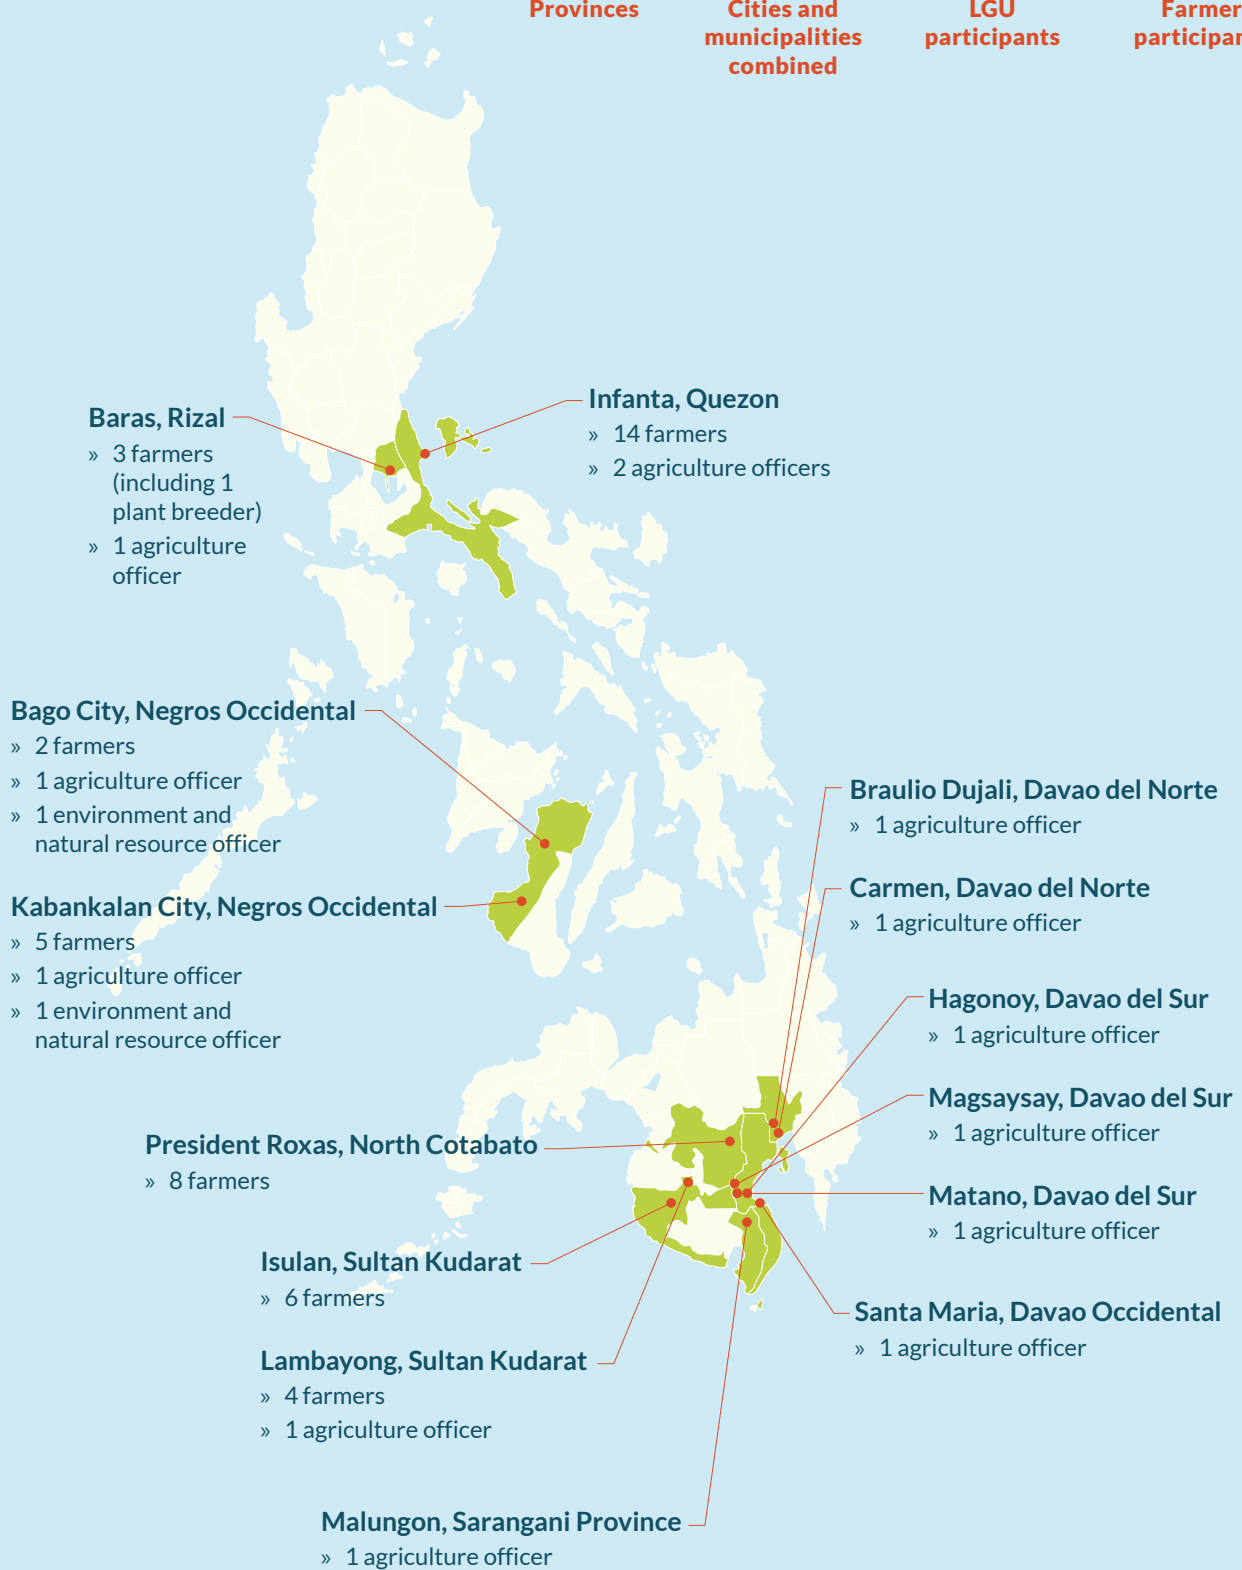 Provinces
Cities and
municipalities
combined
LGU
participants
Farmer
participan
Baras, Rizal
» 3 farmers
(including 1
plant breeder)
» 1 agriculture
officer
Infanta, Quezon
» 14 farmers
» 2 agriculture officers
Bago City, Negros Occidental
» 2 farmers
» 1 agriculture officer
» 1 environment and
natural resource officer
Kabankalan City, Negros Occidental
» 5 farmers
» 1 agriculture officer
» 1 environment and
natural resource officer
Braulio Dujali, Davao del Norte
» 1 agriculture officer
Carmen, Davao del Norte
» 1 agriculture officer
Hagonoy, Davao del Sur
» 1 agriculture officer
Magsaysay, Davao del Sur
» 1 agriculture officer
Matano, Davao del Sur
» 1 agriculture officer
Santa Maria, Davao Occidental
» 1 agriculture officer
President Roxas, North Cotabato
» 8 farmers
Isulan, Sultan Kudarat
» 6 farmers
Lambayong, Sultan Kudarat
» 4 farmers
» 1 agriculture officer
Malungon, Sarangani Province
» 1 agriculture officer